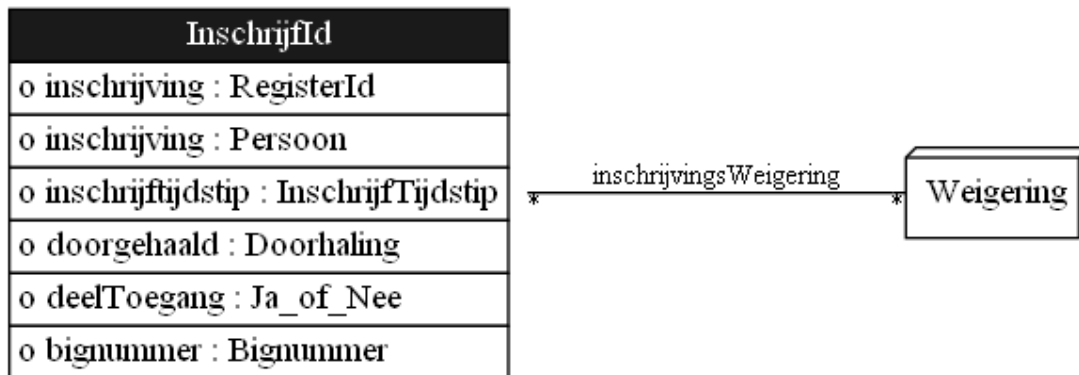 InschrijfId
o inschrijving : RegisterId
o inschrijving : Persoon
o inschrijftijdstip : InschrijfTijdstip
o doorgehaald : Doorhaling
o deelToegang : Ja_of_Nee
o bignummer : Bignummer
inschrijvingsWeigering
* *
Weigering